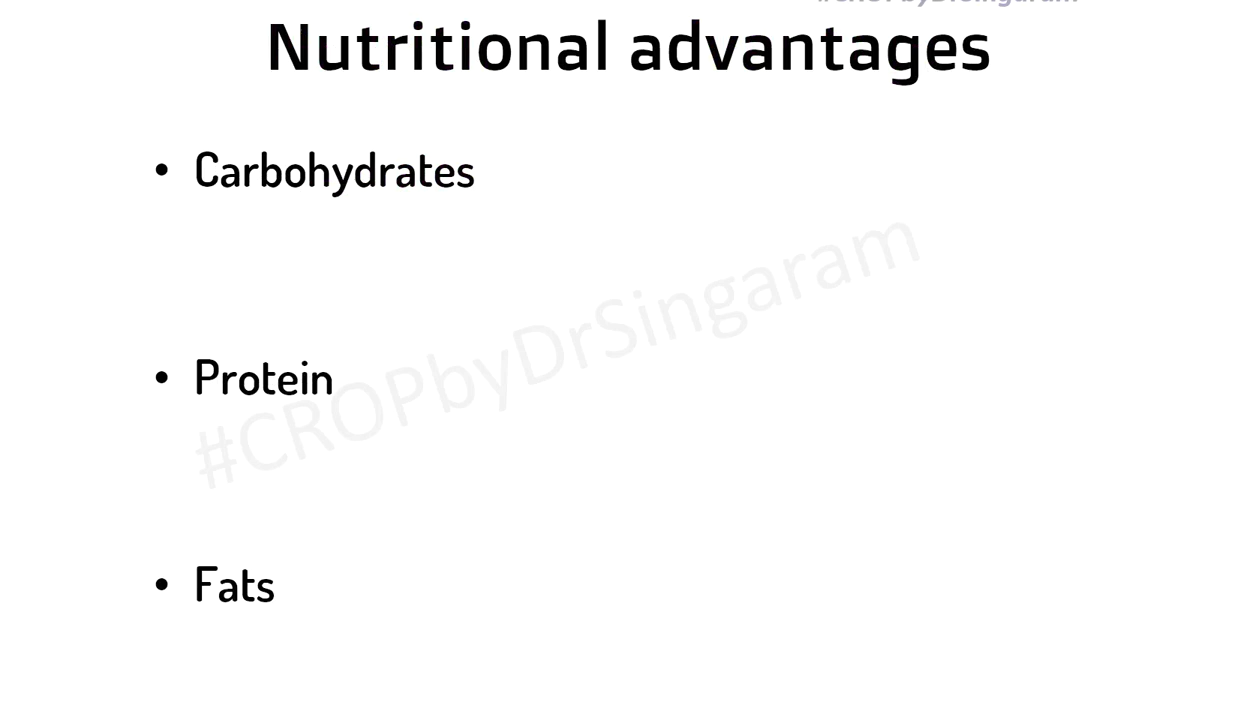 Nutritional advantages
• Carbohydrates
#CROPbyDrSingaram
• Protein
• Fats